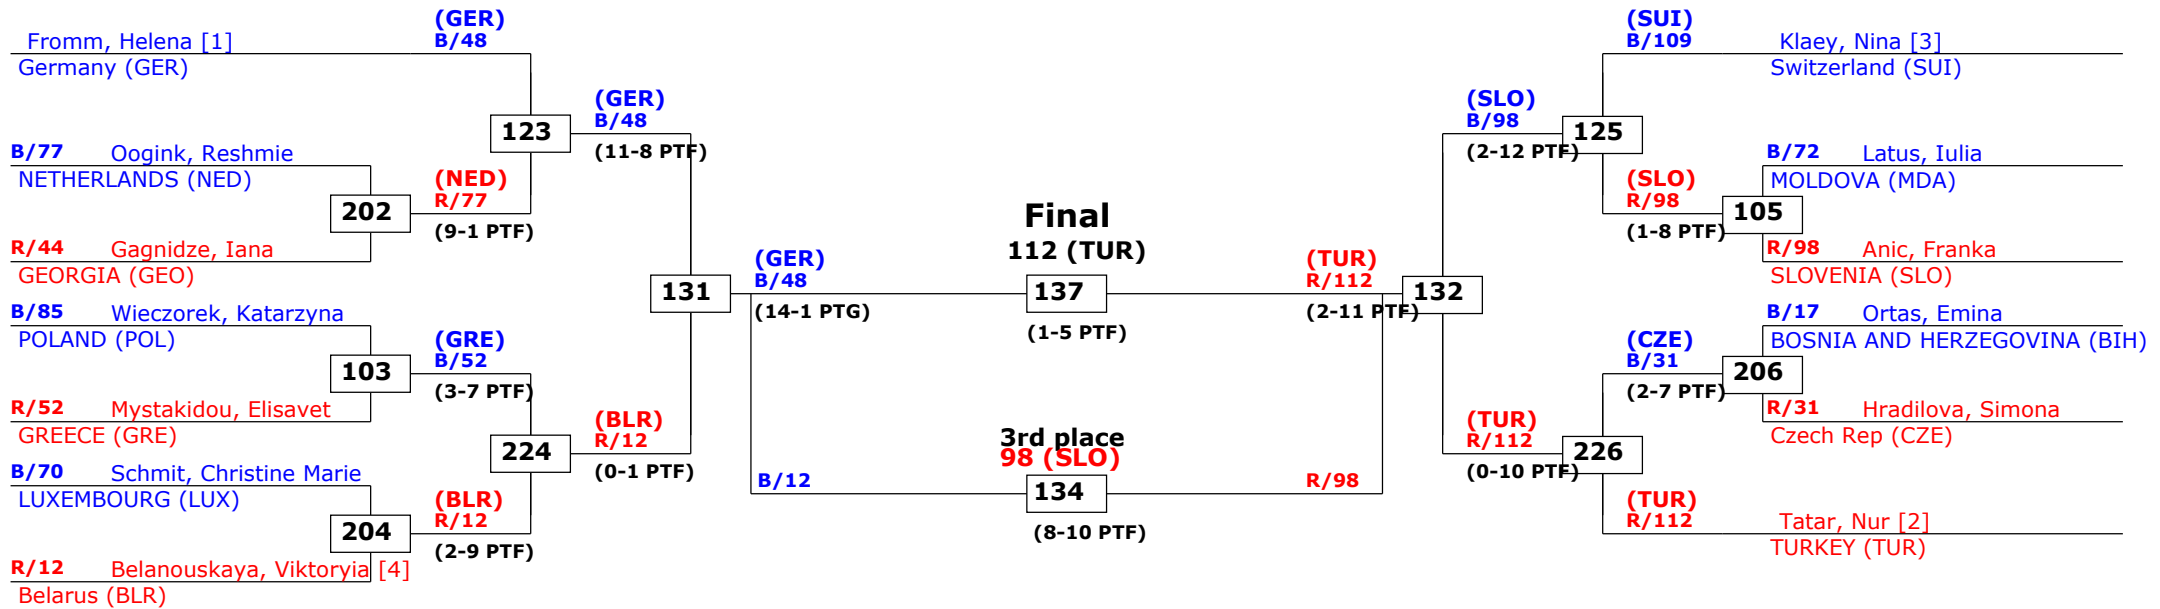 (GER)
B/48
Fromm, Helena [1]
Germany (GER)
123
(GER)
B/48
(11-8 PTF)
B/77 Oogink, Reshmie
NETHERLANDS (NED)
202
(NED)
R/77
(9-1 PTF)
R/44 Gagnidze, Iana
GEORGIA (GEO)
131
(GER)
B/48
(14-1 PTG)
B/85 Wieczorek, Katarzyna
POLAND (POL)
103
(GRE)
B/52
(3-7 PTF)
R/52 Mystakidou, Elisavet
GREECE (GRE)
224
(BLR)
R/12
(0-1 PTF)
B/70 Schmit, Christine Marie
LUXEMBOURG (LUX)
204
(BLR)
R/12
(2-9 PTF)
R/12 Belanouskaya, Viktoryia [4]
Belarus (BLR)
Final
112 (TUR)
137
(1-5 PTF)
3rd place
98 (SLO)
B/12
134
R/98
(8-10 PTF)
(TUR)
R/112
(2-11 PTF)
132
(SLO)
B/98
(2-12 PTF)
125
(SUI)
B/109
Klaey, Nina [3]
Switzerland (SUI)
B/72 Latus, Iulia
MOLDOVA (MDA)
(SLO)
R/98
(1-8 PTF)
105
R/98 Anic, Franka
SLOVENIA (SLO)
B/17 Ortas, Emina
BOSNIA AND HERZEGOVINA (BIH)
(CZE)
B/31
(2-7 PTF)
206
R/31 Hradilova, Simona
Czech Rep (CZE)
(TUR)
R/112
(0-10 PTF)
226
(TUR)
R/112
Tatar, Nur [2]
TURKEY (TUR)